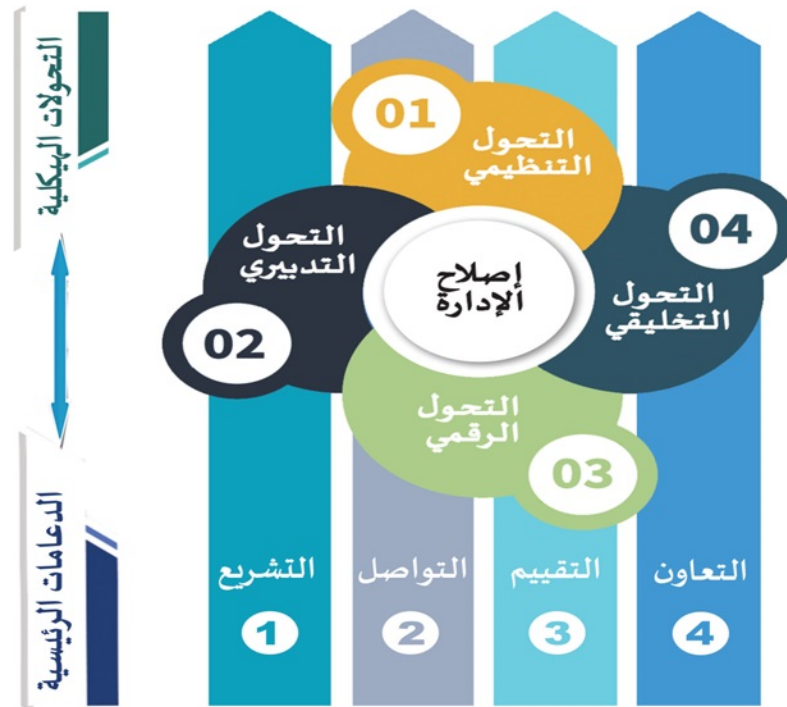 التحولات الهيكلية
الدعامات الرئيسية
إصلاح
الإدارة
01
التحول
التنظيمي
02
التحول
التدبيري
03
التحول
الرقمي
04
التحول
التخليقي
التشريع
1
التواصل
2
التقييم
3
التعاون
4